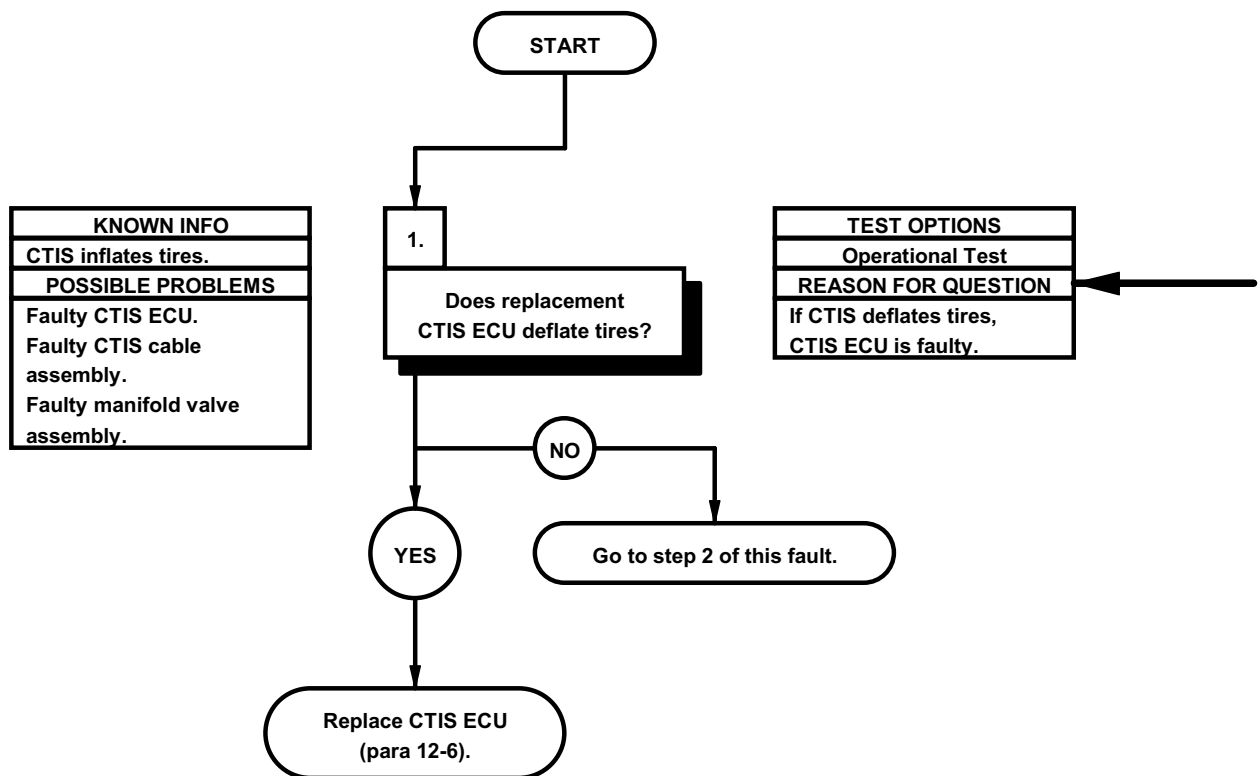 START
KNOWN INFO
CTIS inflates tires.
POSSIBLE PROBLEMS
Faulty CTIS ECU.
Faulty CTIS cable
assembly.
Faulty manifold valve
assembly.
1.
Does replacement
CTIS ECU deflate tires?
TEST OPTIONS
Operational Test
REASON FOR QUESTION
If CTIS deflates tires,
CTIS ECU is faulty.
NO
YES
Go to step 2 of this fault.
Replace CTIS ECU
(para 12-6).